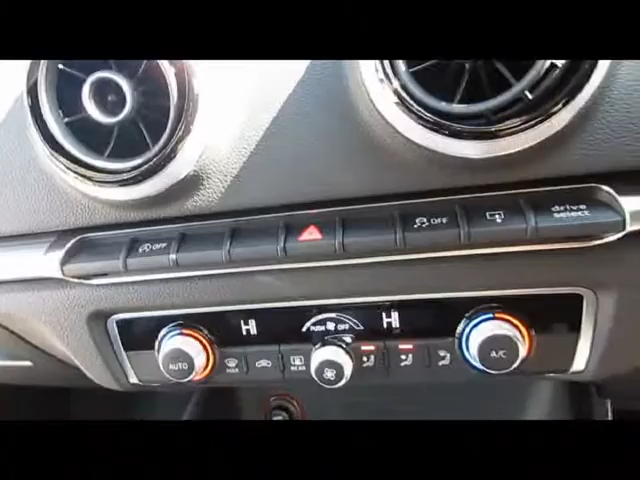 OFF
OFF
drive
select
HI
PUSH OFF
HI
AUTO
MAX
REAR
A/C